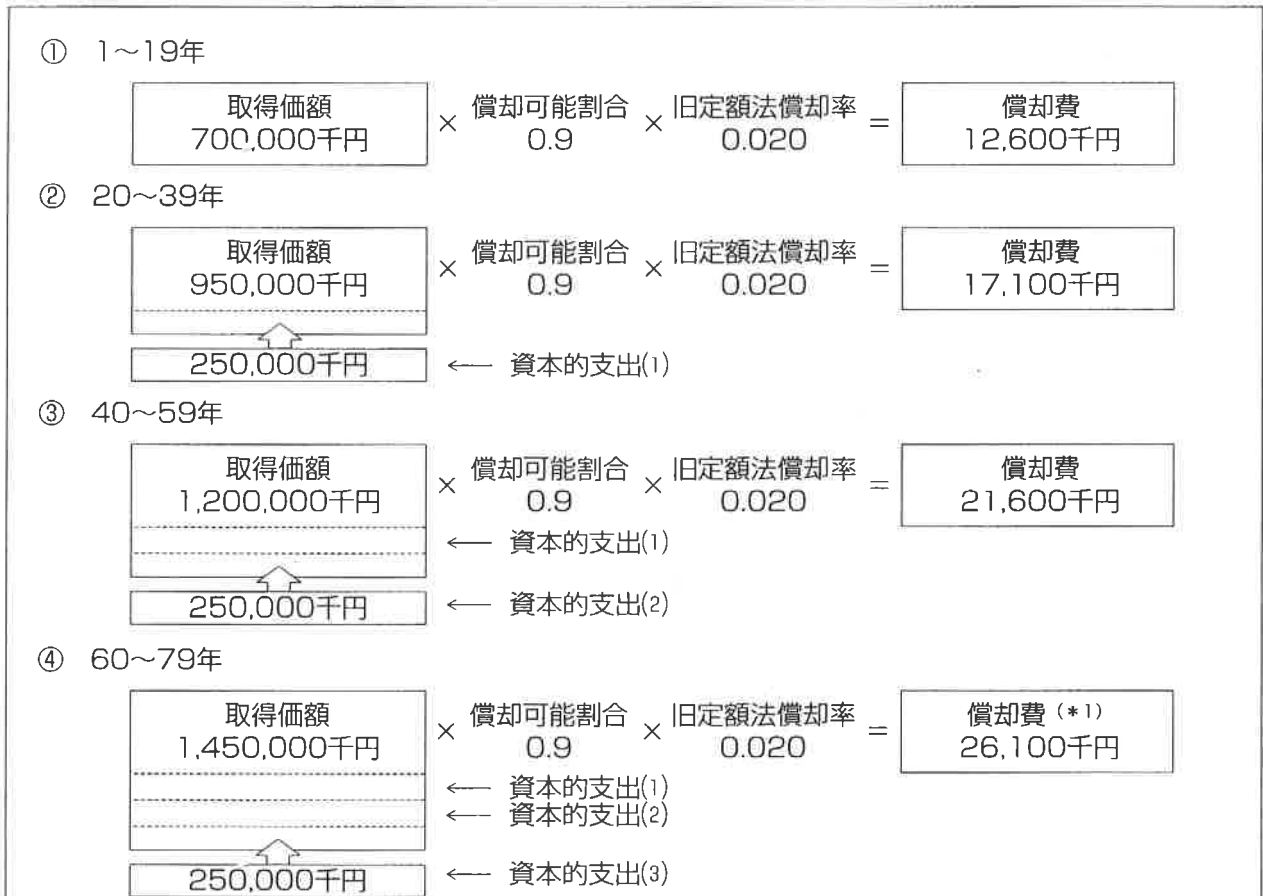 ① 1～19年
取得価額
700,000千円
× 償却可能割合 × 旧定額法償却率 =
0.9 0.020
償却費
12,600千円
② 20～39年
取得価額
950,000千円
× 償却可能割合 × 旧定額法償却率 =
0.9 0.020
償却費
17,100千円
250,000千円 ← 資本的支出(1)
③ 40～59年
取得価額
1,200,000千円
× 償却可能割合 × 旧定額法償却率 =
0.9 0.020
償却費
21,600千円
← 資本的支出(1)
250,000千円 ← 資本的支出(2)
④ 60～79年
取得価額
1,450,000千円
× 償却可能割合 × 旧定額法償却率 =
0.9 0.020
償却費(*1)
26,100千円
← 資本的支出(1)
← 資本的支出(2)
250,000千円 ← 資本的支出(3)